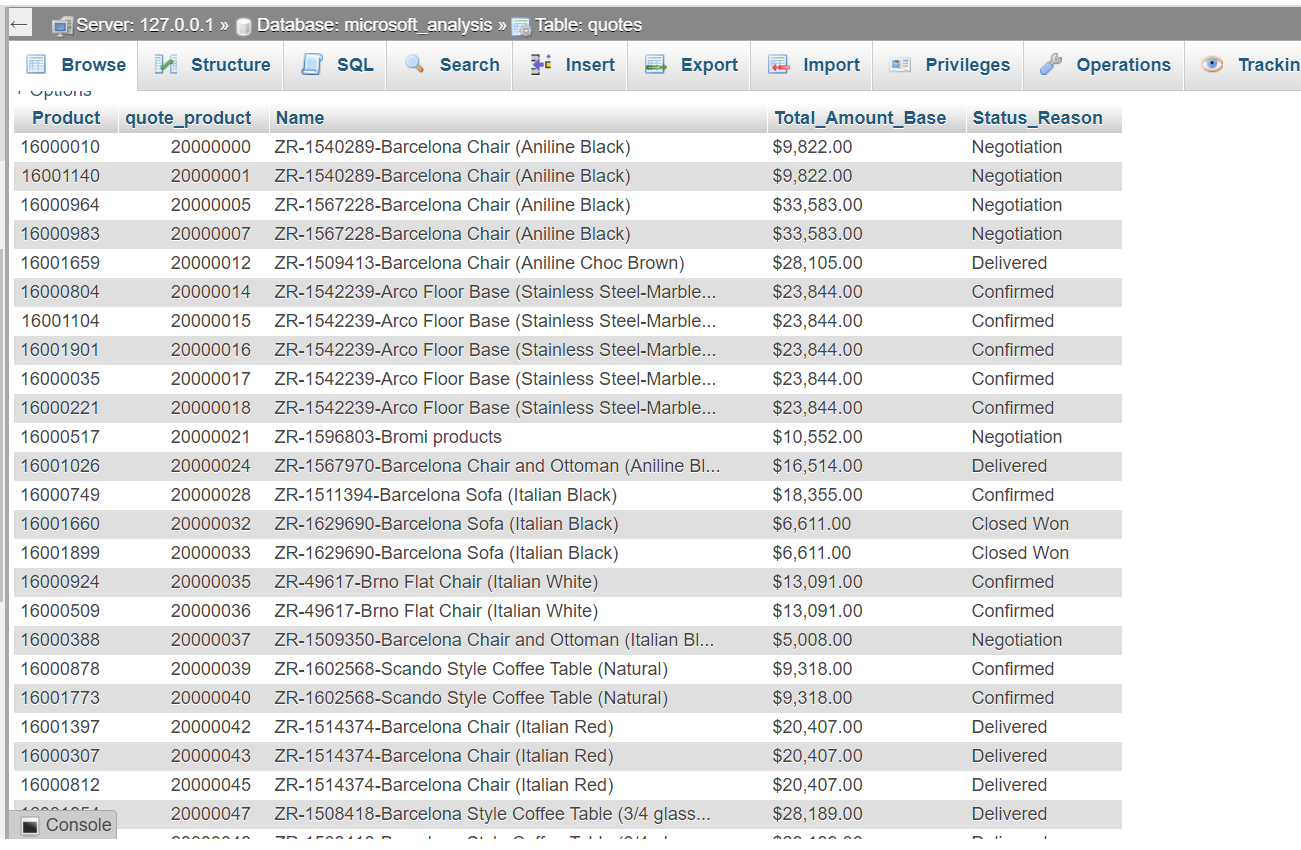 ← Server: 127.0.0.1 » Database: microsoft_analysis » Table: quotes
Browse Structure SQL Search Insert Export Import Privileges Operations Trackin
Options
Product quote_product Name Total_Amount_Base Status_Reason
16000010 20000000 ZR-1540289-Barcelona Chair (Aniline Black) $9,822.00 Negotiation
16001140 20000001 ZR-1540289-Barcelona Chair (Aniline Black) $9,822.00 Negotiation
16000964 20000005 ZR-1567228-Barcelona Chair (Aniline Black) $33,583.00 Negotiation
16000983 20000007 ZR-1567228-Barcelona Chair (Aniline Black) $33,583.00 Negotiation
16001659 20000012 ZR-1509413-Barcelona Chair (Aniline Choc Brown) $28,105.00 Delivered
16000804 20000014 ZR-1542239-Arco Floor Base (Stainless Steel-Marble... $23,844.00 Confirmed
16001104 20000015 ZR-1542239-Arco Floor Base (Stainless Steel-Marble... $23,844.00 Confirmed
16001901 20000016 ZR-1542239-Arco Floor Base (Stainless Steel-Marble... $23,844.00 Confirmed
16000035 20000017 ZR-1542239-Arco Floor Base (Stainless Steel-Marble... $23,844.00 Confirmed
16000221 20000018 ZR-1542239-Arco Floor Base (Stainless Steel-Marble... $23,844.00 Confirmed
16000517 20000021 ZR-1596803-Bromi products $10,552.00 Negotiation
16001026 20000024 ZR-1567970-Barcelona Chair and Ottoman (Aniline Bl... $16,514.00 Delivered
16000749 20000028 ZR-1511394-Barcelona Sofa (Italian Black) $18,355.00 Confirmed
16001660 20000032 ZR-1629690-Barcelona Sofa (Italian Black) $6,611.00 Closed Won
16001899 20000033 ZR-1629690-Barcelona Sofa (Italian Black) $6,611.00 Closed Won
16000924 20000035 ZR-49617-Brno Flat Chair (Italian White) $13,091.00 Confirmed
16000509 20000036 ZR-49617-Brno Flat Chair (Italian White) $13,091.00 Confirmed
16000388 20000037 ZR-1509350-Barcelona Chair and Ottoman (Italian Bl... $5,008.00 Negotiation
16000878 20000039 ZR-1602568-Scando Style Coffee Table (Natural) $9,318.00 Confirmed
16001773 20000040 ZR-1602568-Scando Style Coffee Table (Natural) $9,318.00 Confirmed
16001397 20000042 ZR-1514374-Barcelona Chair (Italian Red) $20,407.00 Delivered
16000307 20000043 ZR-1514374-Barcelona Chair (Italian Red) $20,407.00 Delivered
16000812 20000045 ZR-1514374-Barcelona Chair (Italian Red) $20,407.00 Delivered
20000047 ZR-1508418-Barcelona Style Coffee Table (3/4 glass... $28,189.00 Delivered
Console